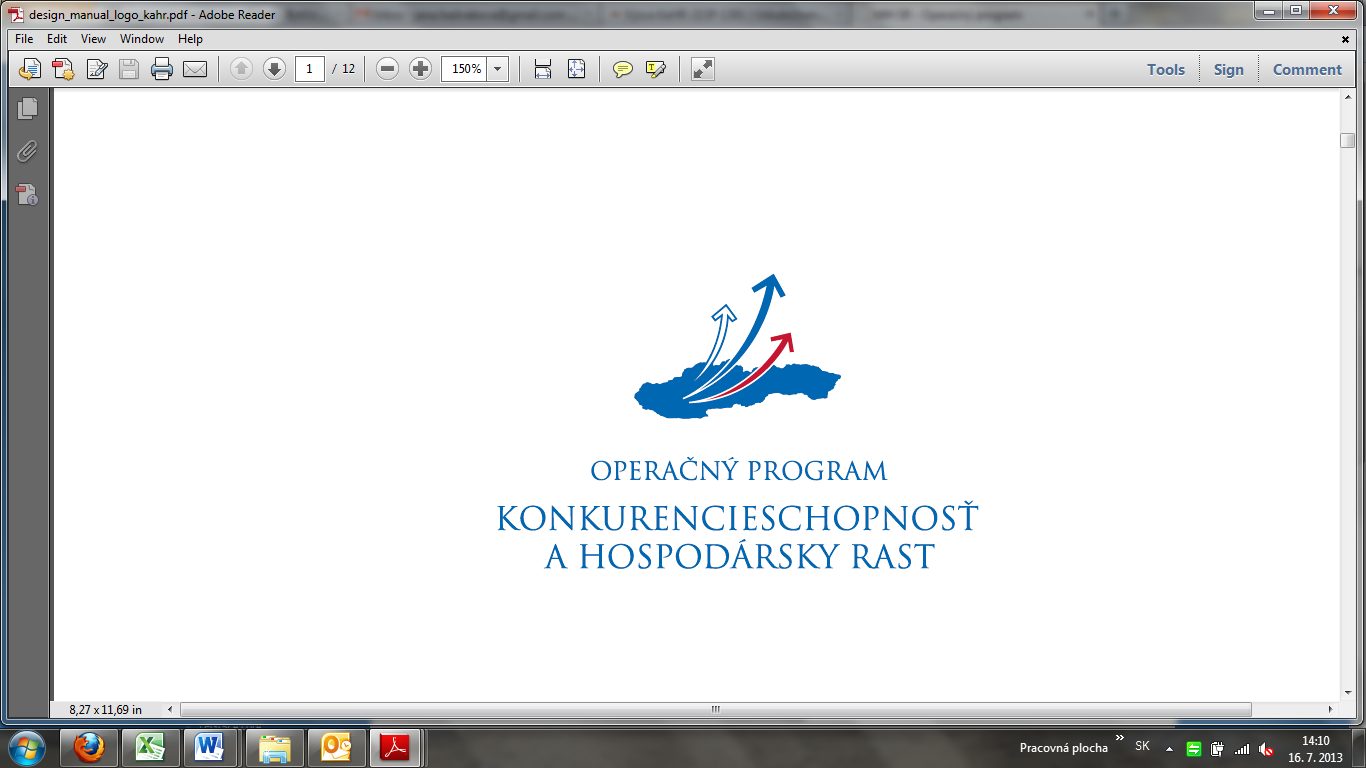 design_manual_logo_kahr.pdf - Adobe Reader
File Edit View Window Help
1 / 12 150% Tools Sign Comment
OPERAČNÝ PROGRAM
KONKURENCIESCHOPNOSŤ
A HOSPODÁRSKY RAST
8,27 x 11,69 in
Pracovná plocha SK 14:10
16. 7. 2013